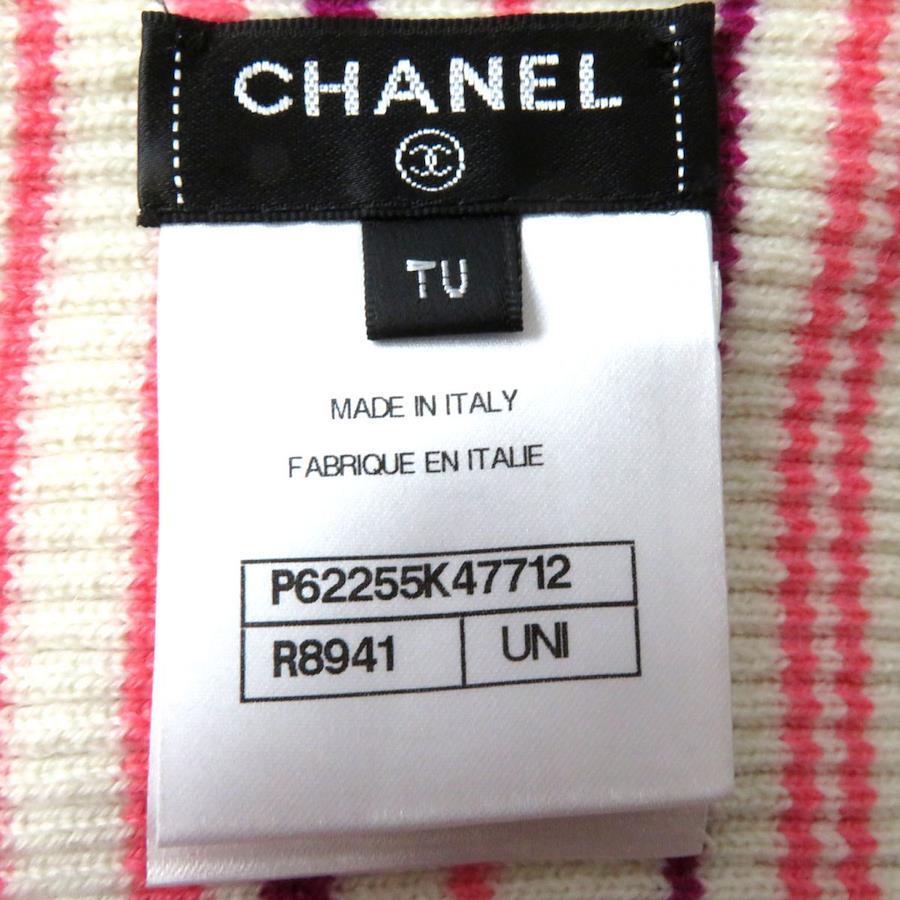 CHANEL
TU
MADE IN ITALY
FABRIQUE EN ITALIE
P62255K47712
R8941 UNI